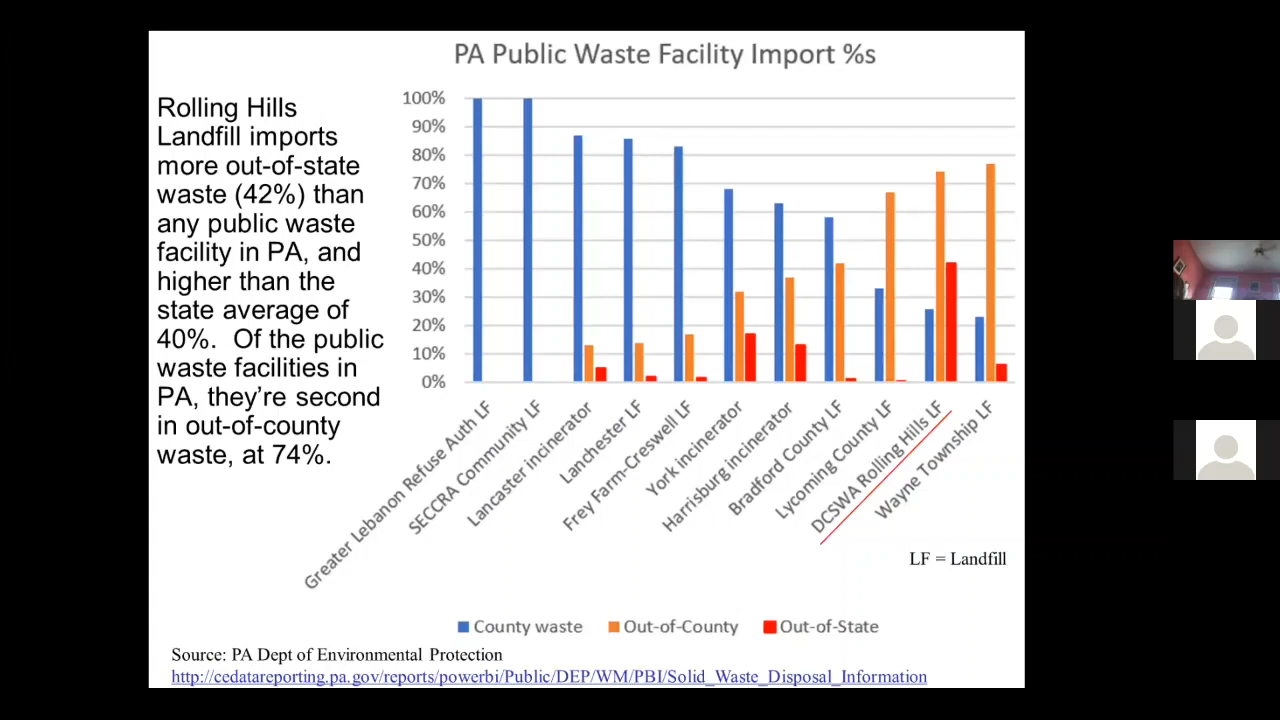 PA Public Waste Facility Import %s
Rolling Hills
Landfill imports
more out-of-state
waste (42%) than
any public waste
facility in PA, and
higher than the
state average of
40%.  Of the public
waste facilities in
PA, they’re second
in out-of-county
waste, at 74%.
100%
90%
80%
70%
60%
50%
40%
30%
20%
10%
0%
Greater Lebanon Refuse Auth LF
SECCRA Community LF
Lancaster incinerator
Lanchester LF
Frey Farm-Creswell LF
York incinerator
Harrisburg incinerator
Bradford County LF
Lycoming County LF
DCSWA Rolling Hills LF
Wayne Township LF
LF = Landfill
County waste
Out-of-County
Out-of-State
Source: PA Dept of Environmental Protection
http://cedatareporting.pa.gov/reports/powerbi/Public/DEP/WM/PBI/Solid_Waste_Disposal_Information